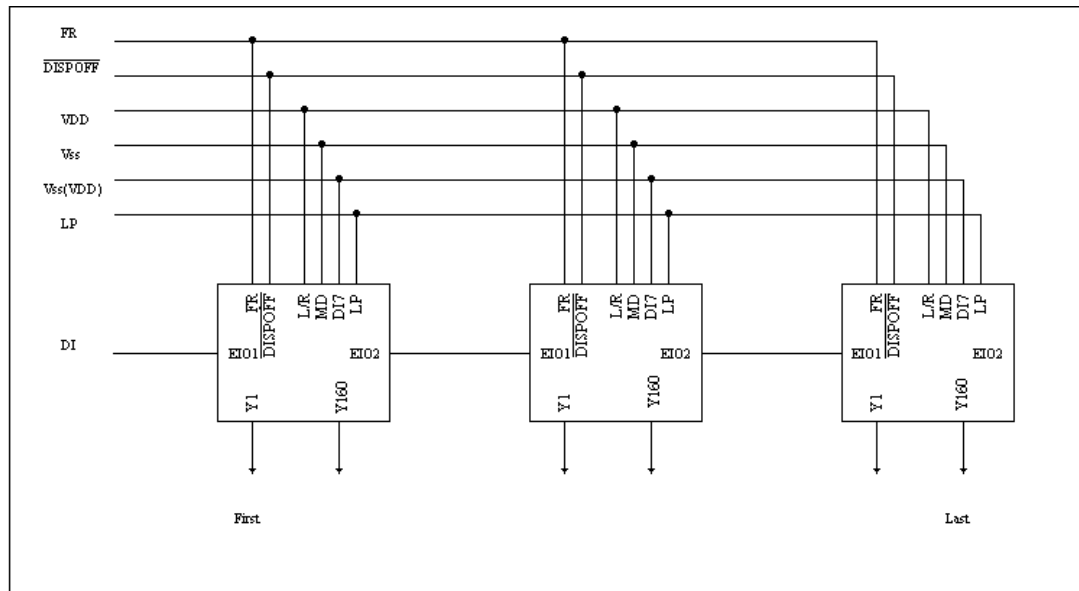 FR
DISPOFF
VDD
Vss
Vss(VDD)
LP
DI
FR
DISPOFF
L/R
MD
DI7
LP
EIO1
EIO2
Y1
Y160
FR
DISPOFF
L/R
MD
DI7
LP
EIO1
EIO2
Y1
Y160
FR
DISPOFF
L/R
MD
DI7
LP
EIO1
EIO2
Y1
Y160
First
Last